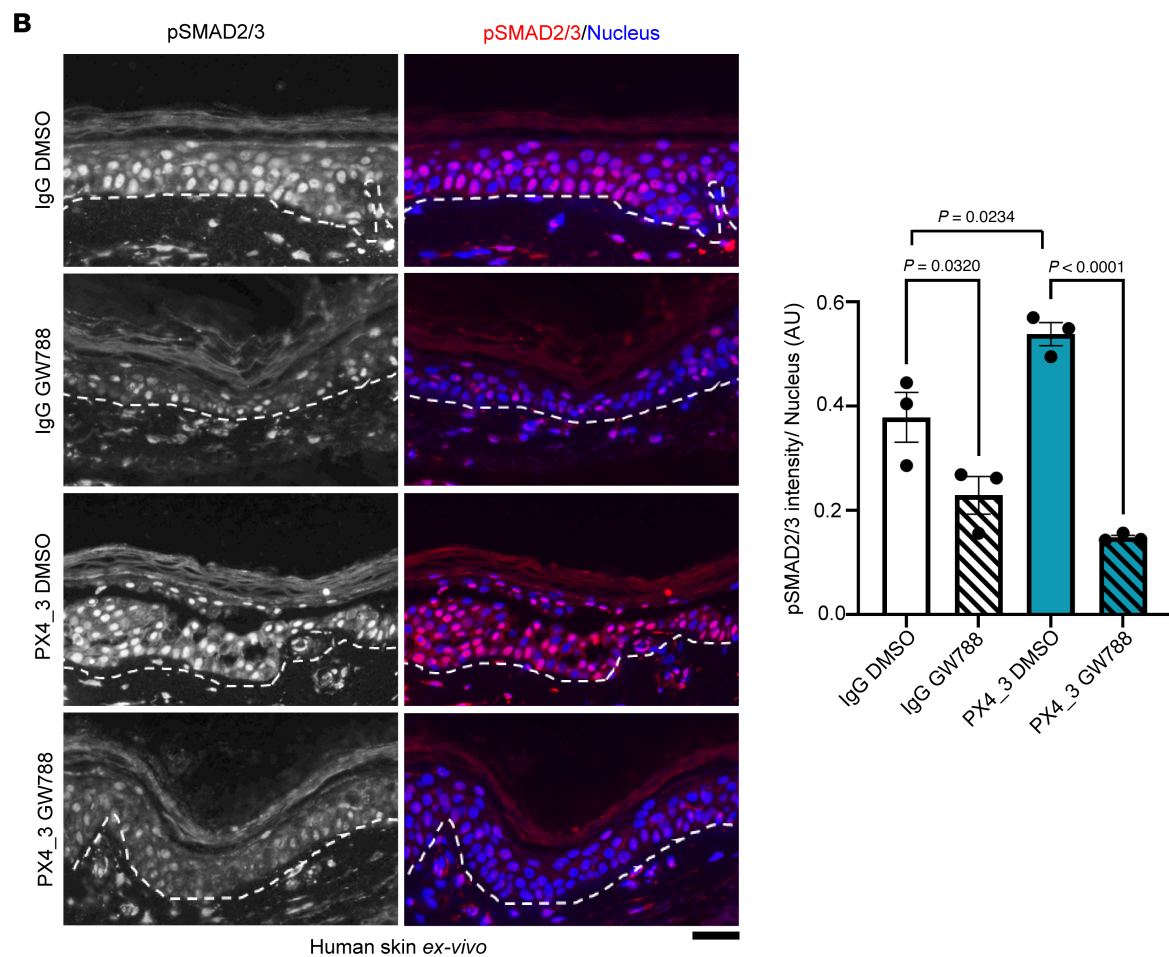 B
pSMAD2/3
pSMAD2/3/Nucleus
IgG DMSO
IgG GW788
PX4_3 DMSO
PX4_3 GW788
Human skin ex-vivo
P = 0.0234
P = 0.0320
P < 0.0001
pSMAD2/3 intensity/ Nucleus (AU)
0.6
0.4
0.2
0.0
IgG DMSO
IgG GW788
PX4_3 DMSO
PX4_3 GW788